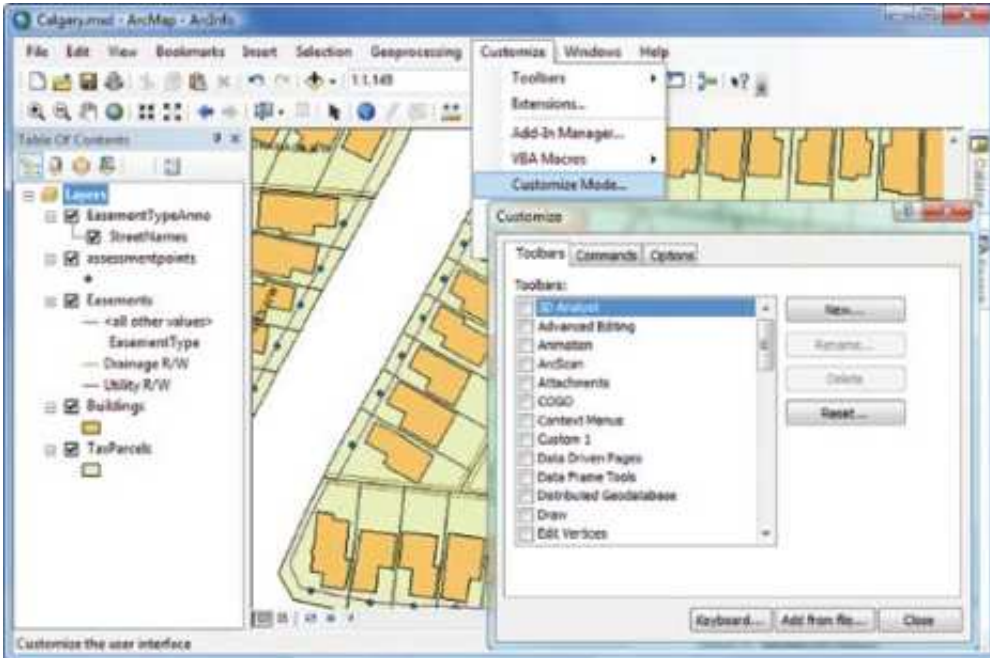 Calgary.mxd - ArcMap - ArcInfo
File Edit View Bookmarks Insert Selection Geoprocessing Customize Windows Help
1:1,149
Toolbars
Extensions...
Add-In Manager...
VBA Macros
Customize Mode...
Table Of Contents
Layers
EasementTypeAnno
StreetNames
assessmentpoints
Easements
<all other values>
EasementType
Drainage R/W
Utility R/W
Buildings
TaxParcels
Customize
Toolbars Commands Options
Toolbars:
3D Analyst
Advanced Editing
Animation
ArcScan
Attachments
COGO
Context Menus
Custom 1
Data Driven Pages
Data Frame Tools
Distributed Geodatabase
Draw
Edit Vertices
New...
Rename...
Delete
Reset...
Keyboard... Add from file... Close
Customize the user interface